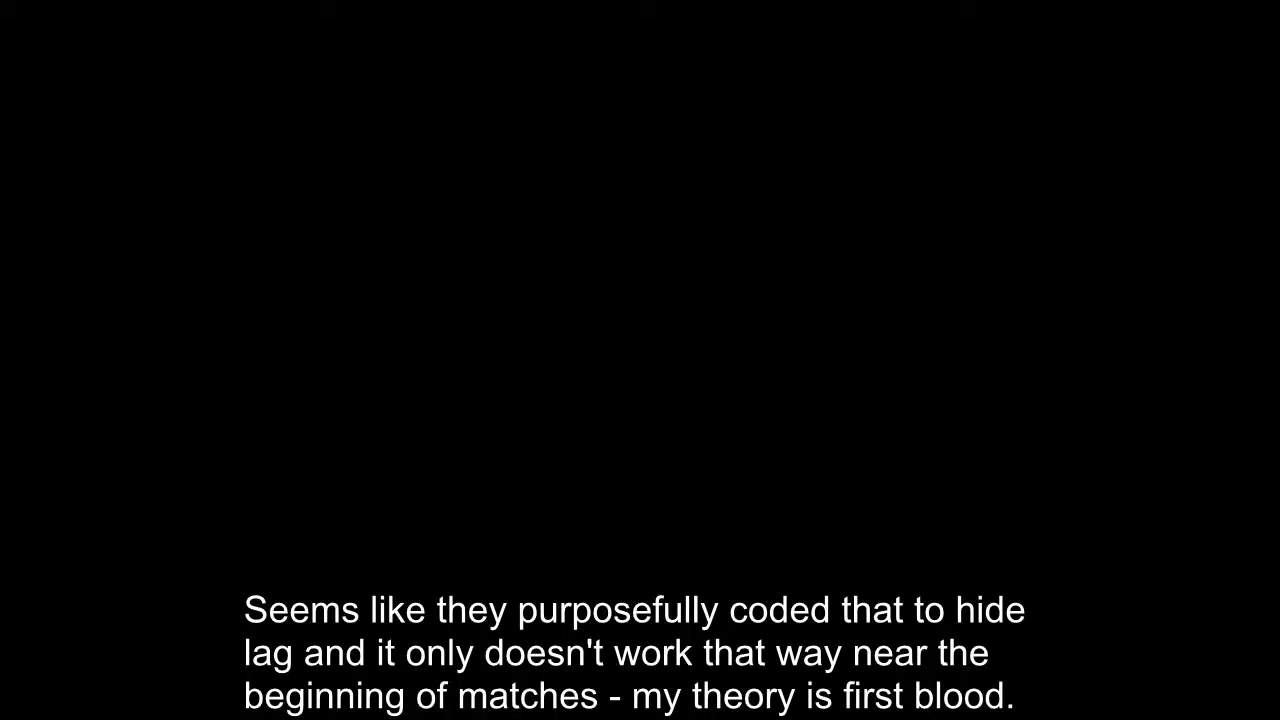 Seems like they purposefully coded that to hide
lag and it only doesn't work that way near the
beginning of matches - my theory is first blood.